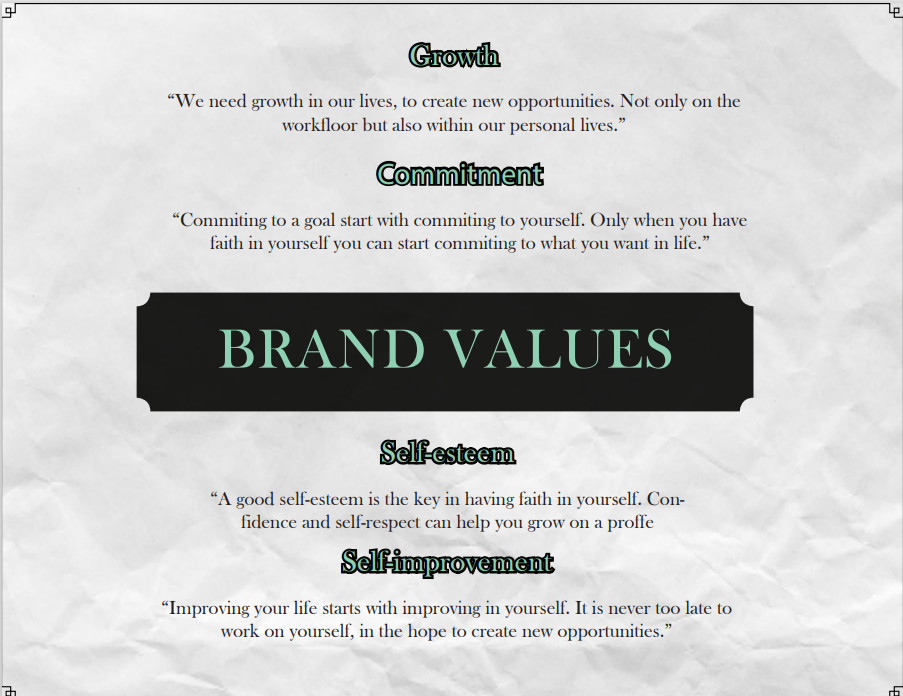 Growth
“We need growth in our lives, to create new opportunities. Not only on the
workfloor but also within our personal lives.”
Commitment
“Commiting to a goal start with commiting to yourself. Only when you have
faith in yourself you can start commiting to what you want in life.”
BRAND VALUES
Self-esteem
“A good self-esteem is the key in having faith in yourself. Con-
fidence and self-respect can help you grow on a proffe
Self-improvement
“Improving your life starts with improving in yourself. It is never too late to
work on yourself, in the hope to create new opportunities.”